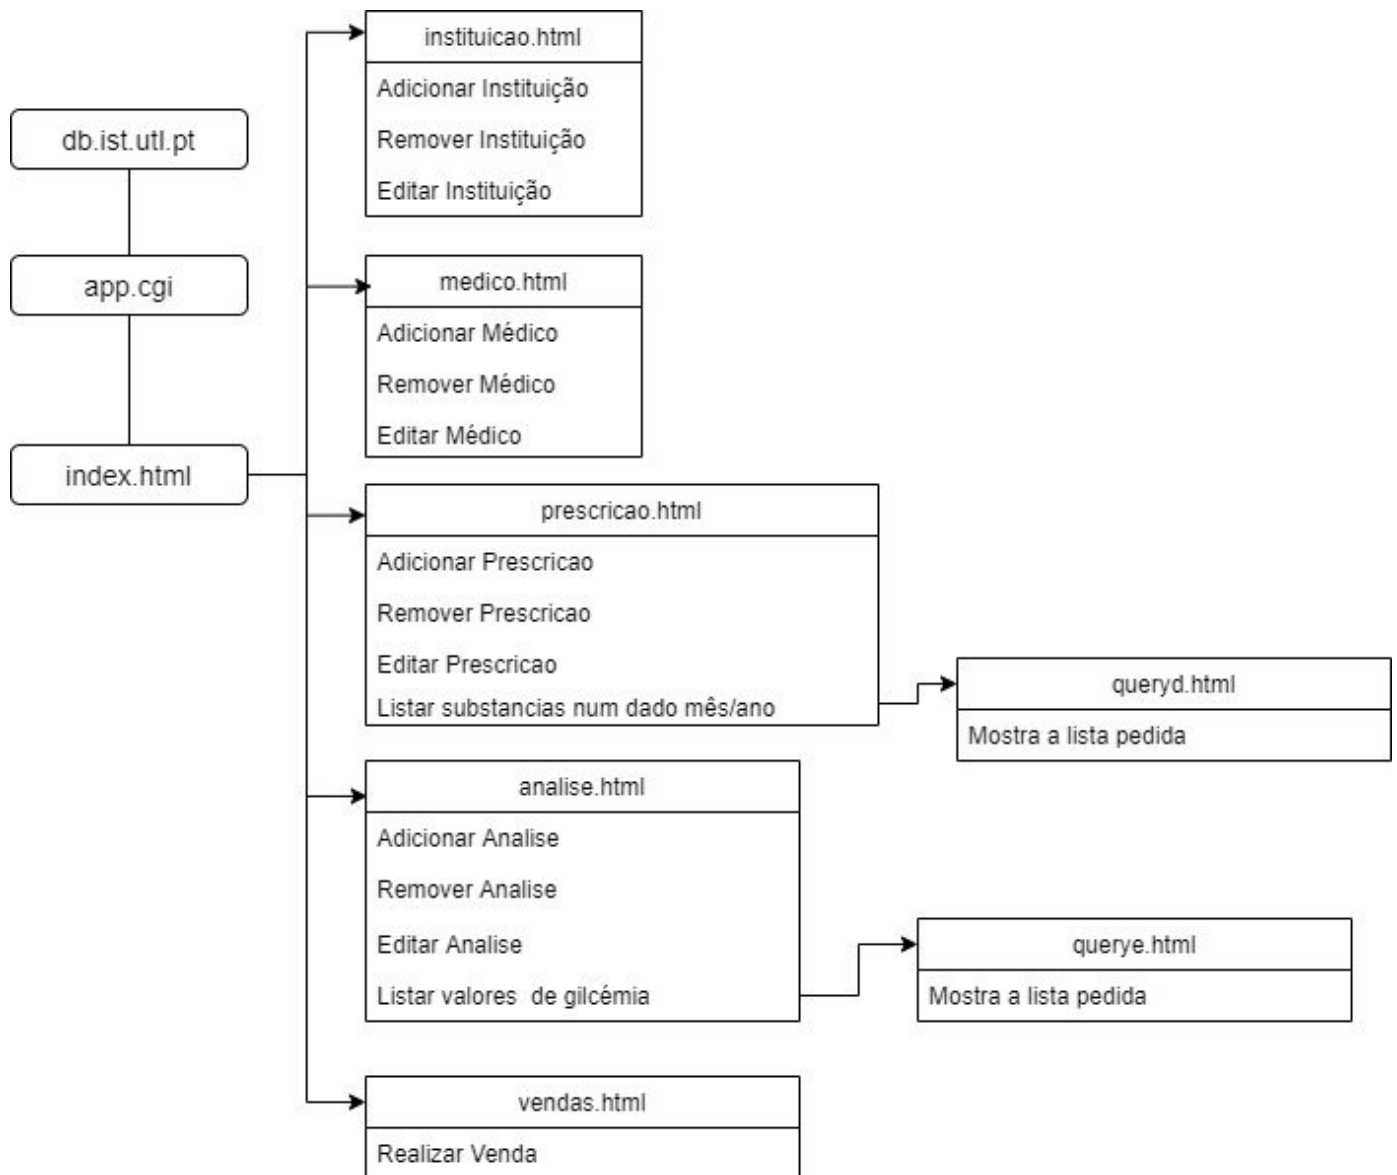 db.ist.utl.pt
app.cgi
index.html
instituicao.html
Adicionar Instituição
Remover Instituição
Editar Instituição
medico.html
Adicionar Médico
Remover Médico
Editar Médico
prescricao.html
Adicionar Prescricao
Remover Prescricao
Editar Prescricao
Listar substancias num dado mês/ano
queryd.html
Mostra a lista pedida
analise.html
Adicionar Analise
Remover Analise
Editar Analise
Listar valores  de gilcémia
querye.html
Mostra a lista pedida
vendas.html
Realizar Venda